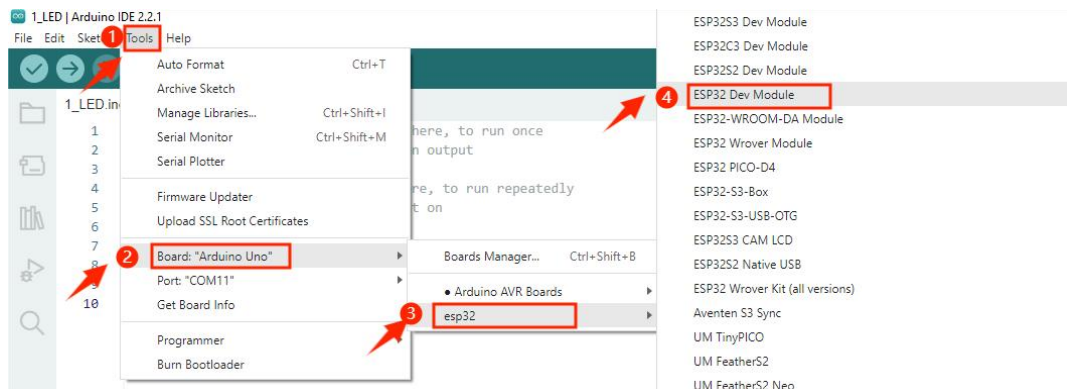 1_LED | Arduino IDE 2.2.1
File Edit Sket 1 Tools Help
Auto Format Ctrl+T
Archive Sketch
Manage Libraries... Ctrl+Shift+I
Serial Monitor Ctrl+Shift+M
Serial Plotter
Firmware Updater
Upload SSL Root Certificates
2 Board: "Arduino Uno"
Port: "COM11"
Get Board Info
Programmer
Burn Bootloader
1_LED.in
1
2
3
4
5
6
7
8
9
10
here, to run once
n output
re, to run repeatedly
t on
Boards Manager... Ctrl+Shift+B
• Arduino AVR Boards
3 esp32
ESP32S3 Dev Module
ESP32C3 Dev Module
ESP32S2 Dev Module
4 ESP32 Dev Module
ESP32-WROOM-DA Module
ESP32 Wrover Module
ESP32 PICO-D4
ESP32-S3-Box
ESP32-S3-USB-OTG
ESP32S3 CAM LCD
ESP32S2 Native USB
ESP32 Wrover Kit (all versions)
Aventen S3 Sync
UM TinyPICO
UM FeatherS2
UM FeatherS2 Neo